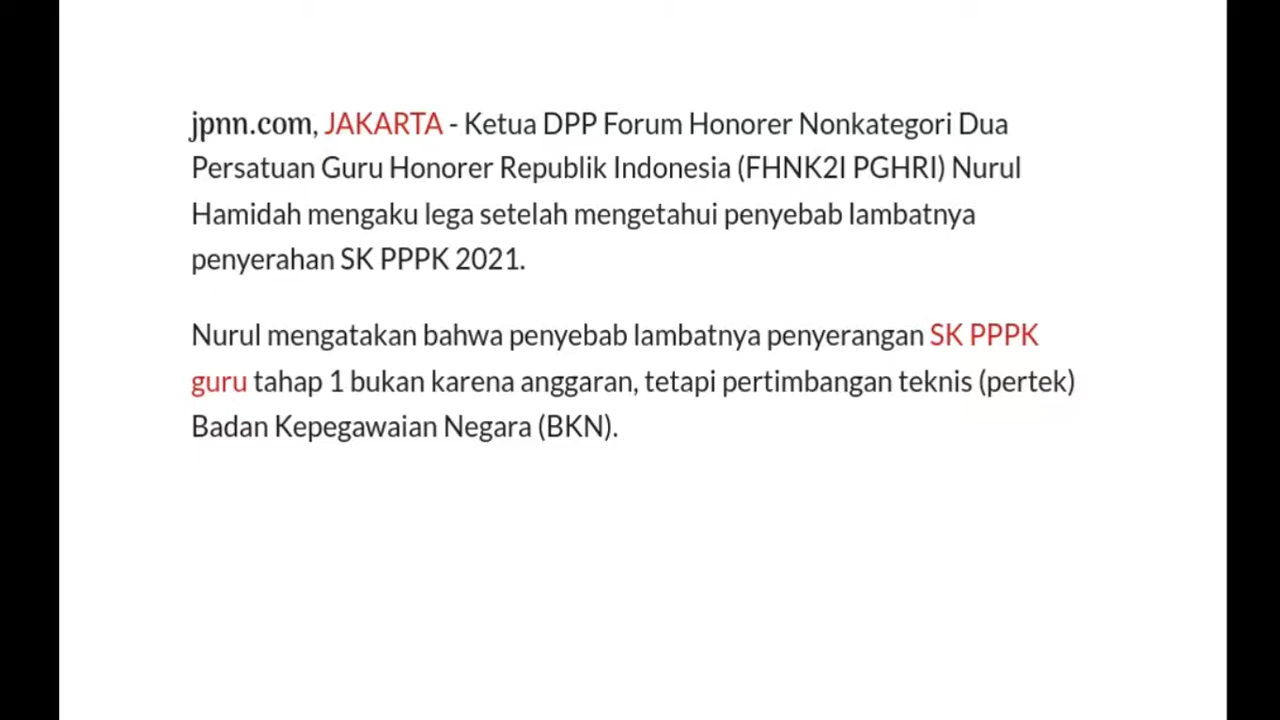 jpnn.com, JAKARTA - Ketua DPP Forum Honorer Nonkategori Dua
Persatuan Guru Honorer Republik Indonesia (FHNK2I PGHRI) Nurul
Hamidah mengaku lega setelah mengetahui penyebab lambatnya
penyerahan SK PPPK 2021.
Nurul mengatakan bahwa penyebab lambatnya penyerangan SK PPPK
guru tahap 1 bukan karena anggaran, tetapi pertimbangan teknis (pertek)
Badan Kepegawaian Negara (BKN).